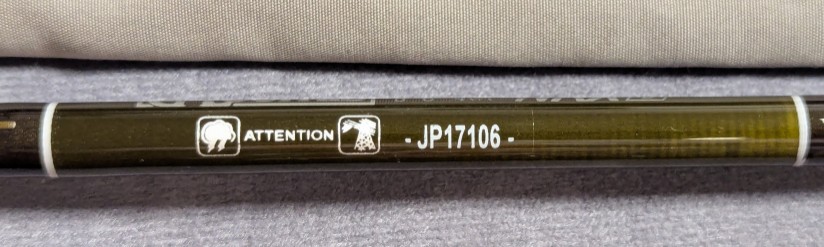 ATTENTION - JP17106 -